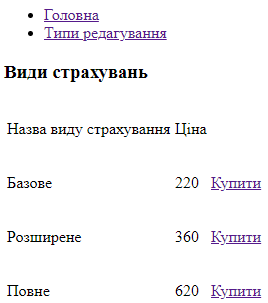 Головна
Типи редагування
Види страхувань
Назва виду страхування Ціна
Базове 220 Купити
Розширене 360 Купити
Повне 620 Купити